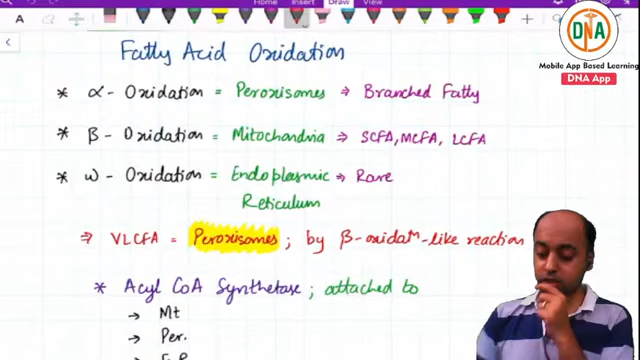 Home Insert Draw View
DNA
Mobile App Based Learning
DNA App
Fatty Acid Oxidation
* α- Oxidation = Peroxisomes ⇒ Branched Fatty
* β- Oxidation = Mitochandria ⇒ SCFA, MCFA, LCFA
* ω- Oxidation = Endoplasmic ⇒ Rare
Reticulum
⇒ VLCFA = Peroxisomes ; by β-oxidatⁿ-like reaction
* Acyl CoA Synthetase ; attached to
→ Mt
→ Per.